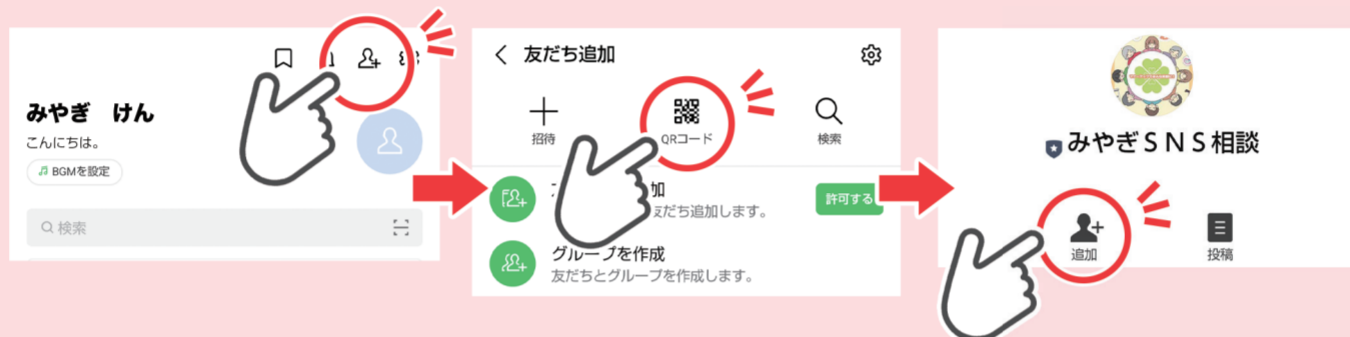 みやぎ　けん
こんにちは。
BGMを設定
検索
友だち追加
招待
QRコード
検索
加
友だち追加します。
許可する
グループを作成
友だちとグループを作成します。
みやぎSNS相談
追加
投稿